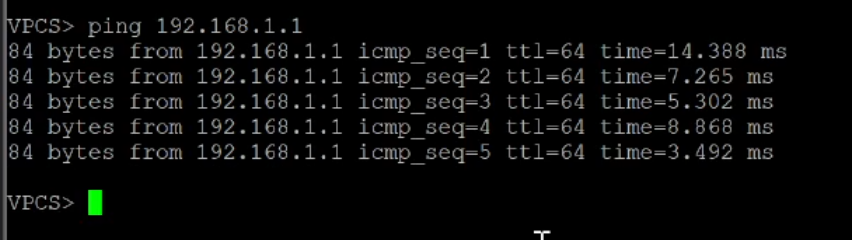 VPCS> ping 192.168.1.1
84 bytes from 192.168.1.1 icmp_seq=1 ttl=64 time=14.388 ms
84 bytes from 192.168.1.1 icmp_seq=2 ttl=64 time=7.265 ms
84 bytes from 192.168.1.1 icmp_seq=3 ttl=64 time=5.302 ms
84 bytes from 192.168.1.1 icmp_seq=4 ttl=64 time=8.868 ms
84 bytes from 192.168.1.1 icmp_seq=5 ttl=64 time=3.492 ms
VPCS>